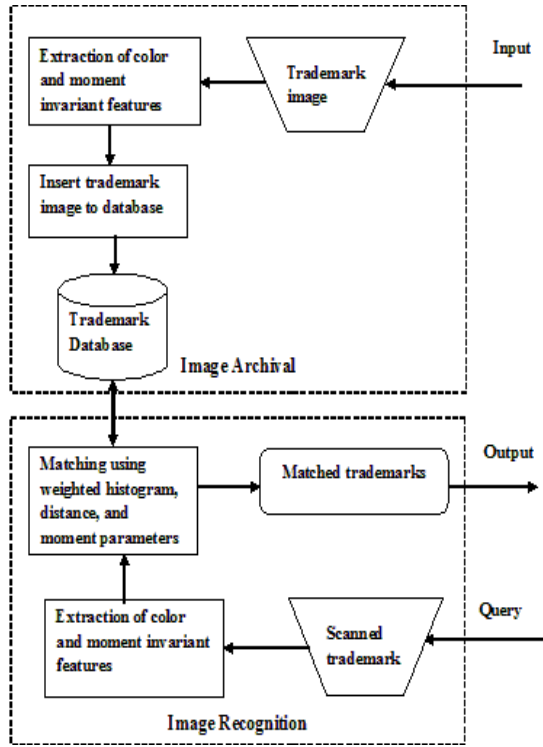 Extraction of color
and moment
invariant features
Trademark
image
Input
Insert trademark
image to database
Trademark
Database
Image Archival
Matching using
weighted histogram,
distance, and
moment parameters
Matched trademarks
Output
Extraction of color
and moment invariant
features
Scanned
trademark
Query
Image Recognition